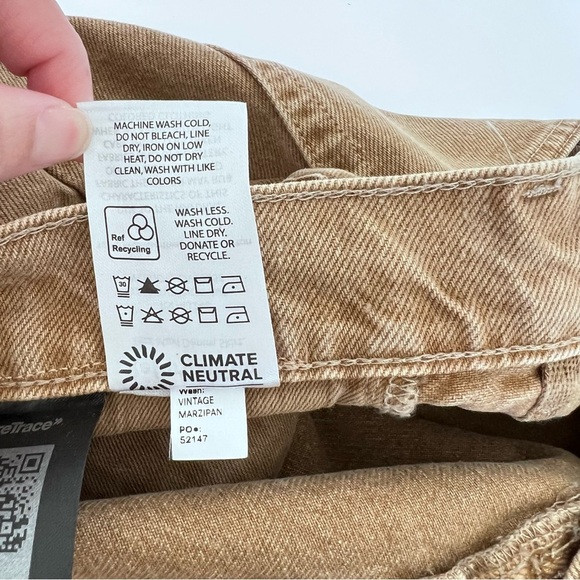 MACHINE WASH COLD,
DO NOT BLEACH, LINE
DRY, IRON ON LOW
HEAT, DO NOT DRY
CLEAN, WASH WITH LIKE
COLORS
Ref
Recycling
WASH LESS.
WASH COLD.
LINE DRY.
DONATE OR
RECYCLE.
30
CLIMATE
NEUTRAL
Wash:
VINTAGE
MARZIPAN
PO#:
52147
reTrace»